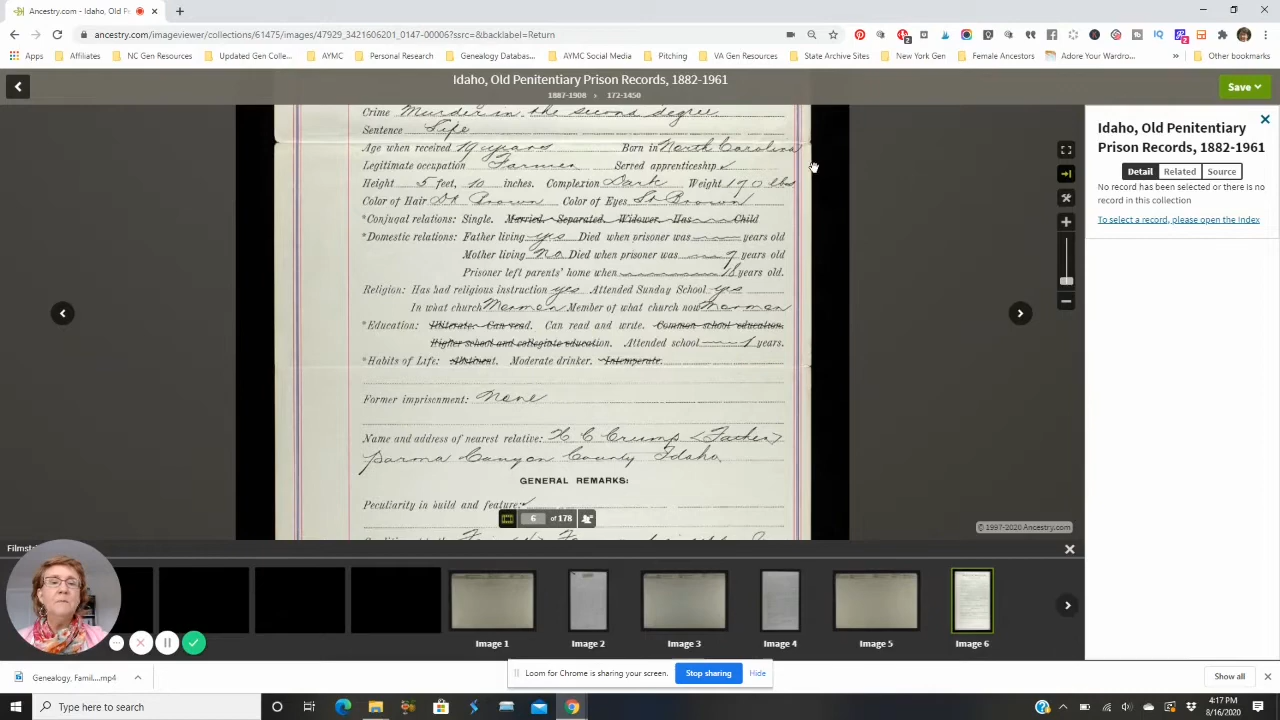 Ancestry.com - Idaho, Old Pe
ancestry.com/imageviewer/collections/61475/images/47929_3421606201_0147-00006?ssrc=&backlabel=Return
Apps Affiliates NC Genealogy Updated Gen Colle... AYMC Family Research Genealogy Databas... AYMC Social Media Pitching VA Gen Resources State Archive Sites New York Gen Female Ancestors Adore Your Wardro... » Other bookmarks
Idaho, Old Penitentiary Prison Records, 1882-1961
1887-1908 › 172-1450
Save
Crime Murder in the second degree
Sentence Life
Age when received 19 years Born in North Carolina
Legitimate occupation Farmer Served apprenticeship ✓
Height 5 feet, 10 inches. Complexion Dark Weight 190 lbs
Color of Hair Dk Brown Color of Eyes Brown
*Conjugal relations: Single. Married. Separated. Widower. Has Child
*Domestic relations: Father living yes Died when prisoner was years old
Mother living No Died when prisoner was 9 years old
Prisoner left parents' home when years old.
Religion: Has had religious instruction yes Attended Sunday School yes
In what church Mormon Member of what church now Mormon
*Education: Illiterate. Can read. Can read and write. Common school education.
Higher school and collegiate education. Attended school years.
*Habits of Life: Abstinent. Moderate drinker. Intemperate.
Former imprisonment: None
Name and address of nearest relative: C Crump (Father)
Parma Canyon County Idaho.
GENERAL REMARKS:
Peculiarity in build and feature: ✓
6 of 178
© 1997-2020 Ancestry.com
Idaho, Old Penitentiary
Prison Records, 1882-1961
Detail Related Source
No record has been selected or there is no
record in this collection
To select a record, please open the Index
Filmst
Image 1 Image 2 Image 3 Image 4 Image 5 Image 6
Loom for Chrome is sharing your screen. Stop sharing Hide
Genealogy, Famil....mp4
Show all
Type here to search
4:17 PM
8/16/2020